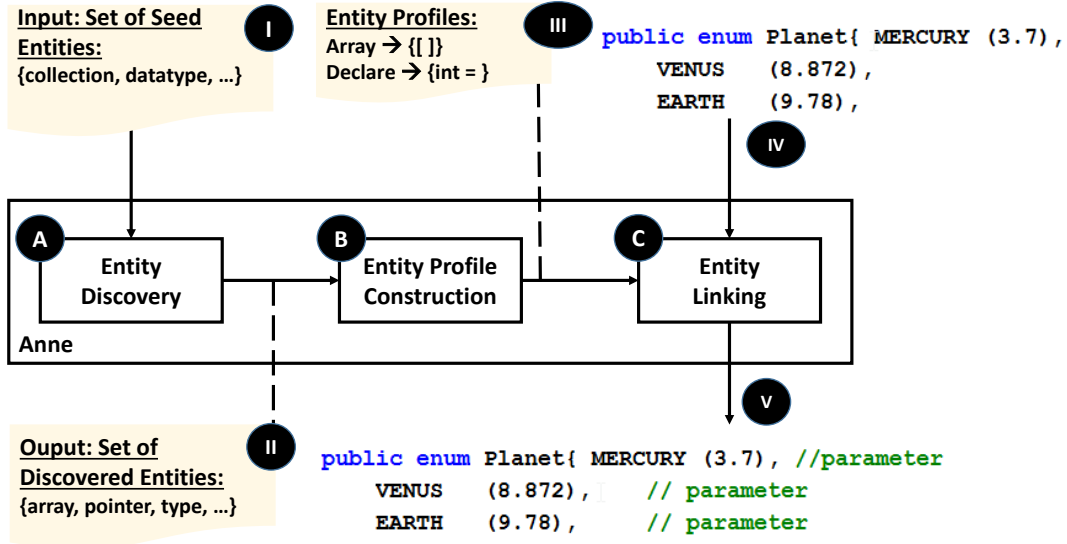 Input: Set of Seed
Entities:
{collection, datatype, …}
I
Entity Profiles:
Array → {[ ]}
Declare → {int = }
III
public enum Planet{ MERCURY (3.7),
VENUS (8.872),
EARTH (9.78),
IV
A
Entity
Discovery
B
Entity Profile
Construction
C
Entity
Linking
Anne
V
Ouput: Set of
Discovered Entities:
{array, pointer, type, …}
II
public enum Planet{ MERCURY (3.7), //parameter
VENUS (8.872), // parameter
EARTH (9.78), // parameter